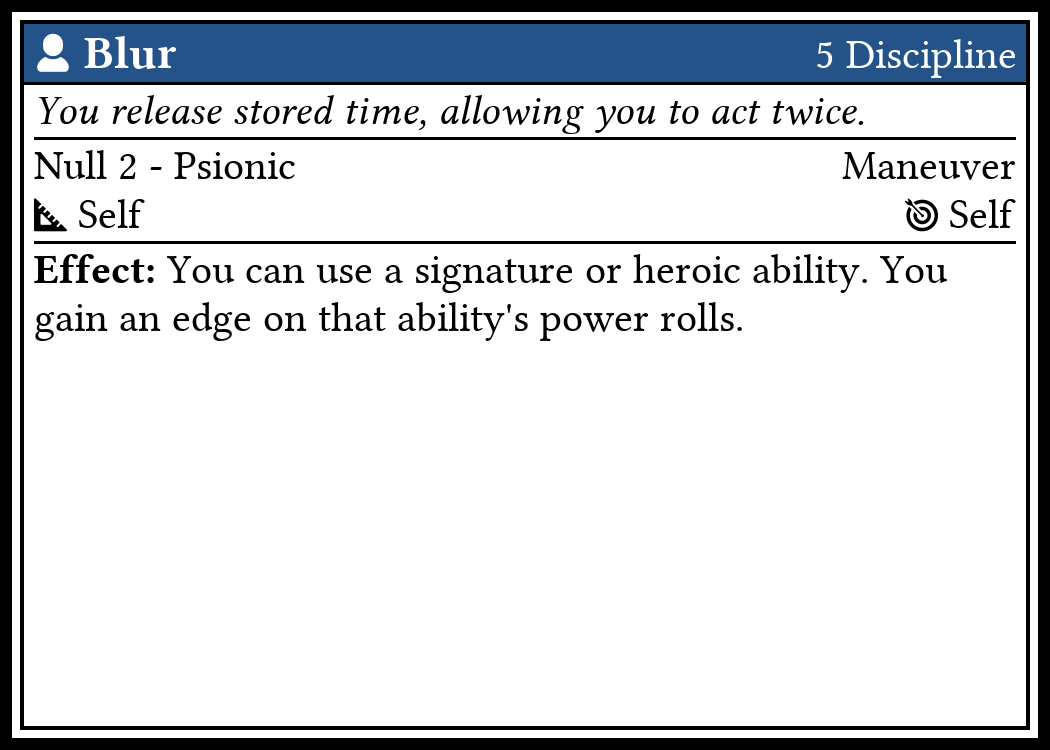 Blur 5 Discipline
You release stored time, allowing you to act twice.
Null 2 - Psionic Maneuver
Self Self
Effect: You can use a signature or heroic ability. You
gain an edge on that ability's power rolls.